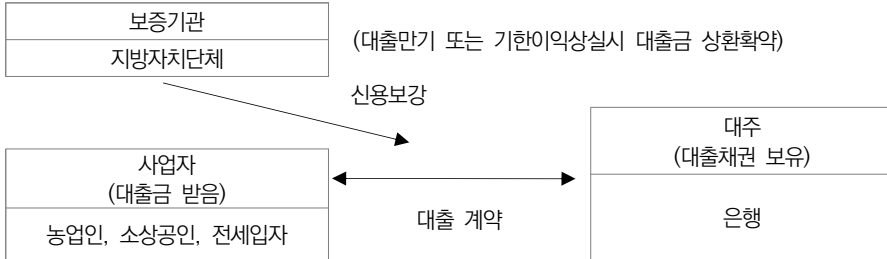 보증기관
지방자치단체
(대출만기 또는 기한이익상실시 대출금 상환확약)
신용보강
대주
(대출채권 보유)
은행
사업자
(대출금 받음)
농업인, 소상공인, 전세입자
대출 계약